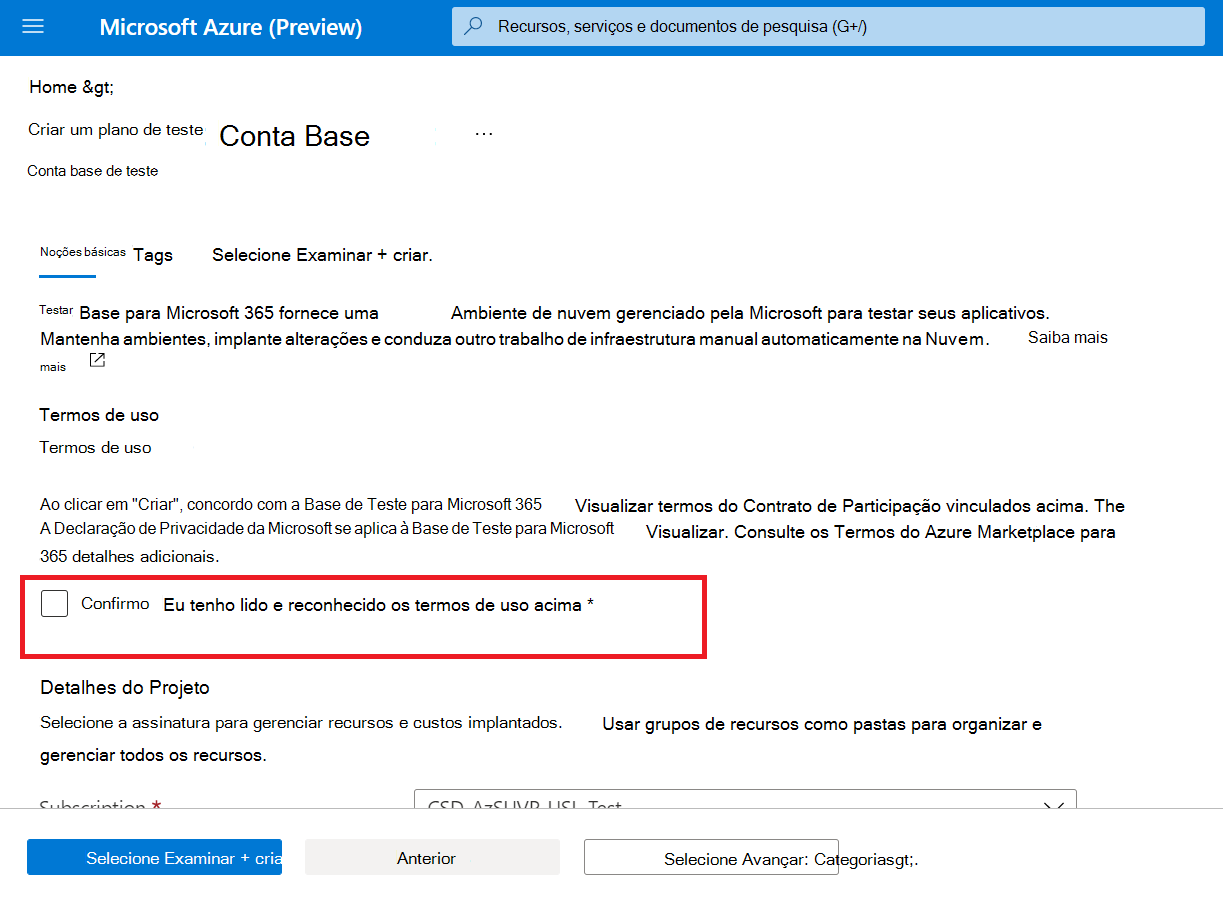 Microsoft Azure (Preview)
Recursos, serviços e documentos de pesquisa (G+/)
Home &gt;
Criar um plano de teste Conta Base ...
Conta base de teste
Noções básicas Tags Selecione Examinar + criar.
Testar Base para Microsoft 365 fornece uma Ambiente de nuvem gerenciado pela Microsoft para testar seus aplicativos.
Mantenha ambientes, implante alterações e conduza outro trabalho de infraestrutura manual automaticamente na Nuvem. Saiba mais
mais
Termos de uso
Termos de uso
Ao clicar em "Criar", concordo com a Base de Teste para Microsoft 365 Visualizar termos do Contrato de Participação vinculados acima. The
A Declaração de Privacidade da Microsoft se aplica à Base de Teste para Microsoft Visualizar. Consulte os Termos do Azure Marketplace para
365 detalhes adicionais.
Confirmo Eu tenho lido e reconhecido os termos de uso acima *
Detalhes do Projeto
Selecione a assinatura para gerenciar recursos e custos implantados. Usar grupos de recursos como pastas para organizar e
gerenciar todos os recursos.
Subscription * CSD_AzSUVP_USL_Test
Selecione Examinar + cria Anterior Selecione Avançar: Categoriasgt;.